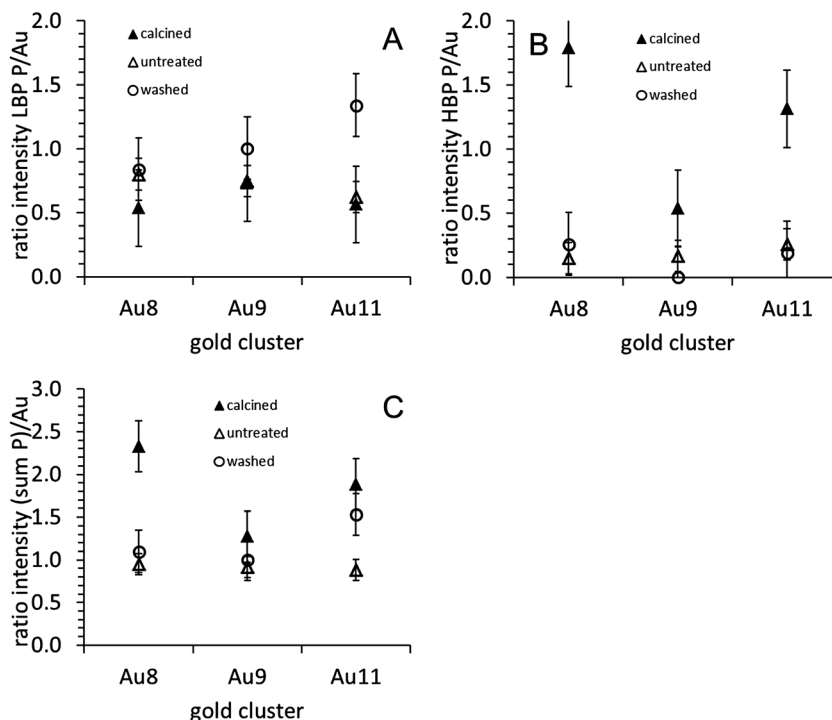 A
ratio intensity LBP P/Au
2.0
1.5
1.0
0.5
0.0
calcined
untreated
washed
Au8 Au9 Au11
gold cluster
B
ratio intensity HBP P/Au
2.0
1.5
1.0
0.5
0.0
calcined
untreated
washed
Au8 Au9 Au11
gold cluster
C
ratio intensity (sum P)/Au
3.0
2.5
2.0
1.5
1.0
0.5
0.0
calcined
untreated
washed
Au8 Au9 Au11
gold cluster